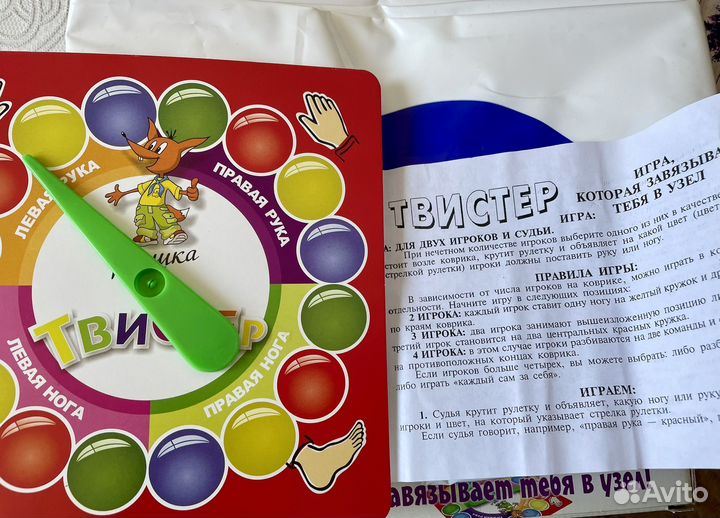 ЛЕВАЯ РУКА
ПРАВАЯ РУКА
ТВИСТЕР
ЛЕВАЯ НОГА
ПРАВАЯ НОГА
ТВИСТЕР
ИГРА,
КОТОРАЯ ЗАВЯЗЫВА
ТЕБЯ В УЗЕЛ
А: ДЛЯ ДВУХ ИГРОКОВ И СУДЬИ. ИГРА:
При нечетном количестве игроков выберите одного из них в качестве
стоит возле коврика, крутит рулетку и объявляет на какой цвет (цвет
стрелкой рулетки) игроки должны поставить руку или ногу.
ПРАВИЛА ИГРЫ:
В зависимости от числа игроков на коврике, можно играть в ко
отдельности. Начните игру в следующих позициях:
2 ИГРОКА: каждый игрок ставит одну ногу на желтый кружок и д
по краям коврика.
3 ИГРОКА: два игрока занимают вышеизложенную позицию
третий игрок становится на два центральных красных кружка.
4 ИГРОКА: в этом случае игроки разбиваются на две команды и
на противоположных концах коврика.
Если игроков больше четырех, вы можете выбрать: либо разб
либо играть «каждый сам за себя».
ИГРАЕМ:
1. Судья крутит рулетку и объявляет, какую ногу или руку
игроки и цвет, на который указывает стрелка рулетки.
Если судья говорит, например, «правая рука — красный»,
завязывает тебя в узел!
Avito